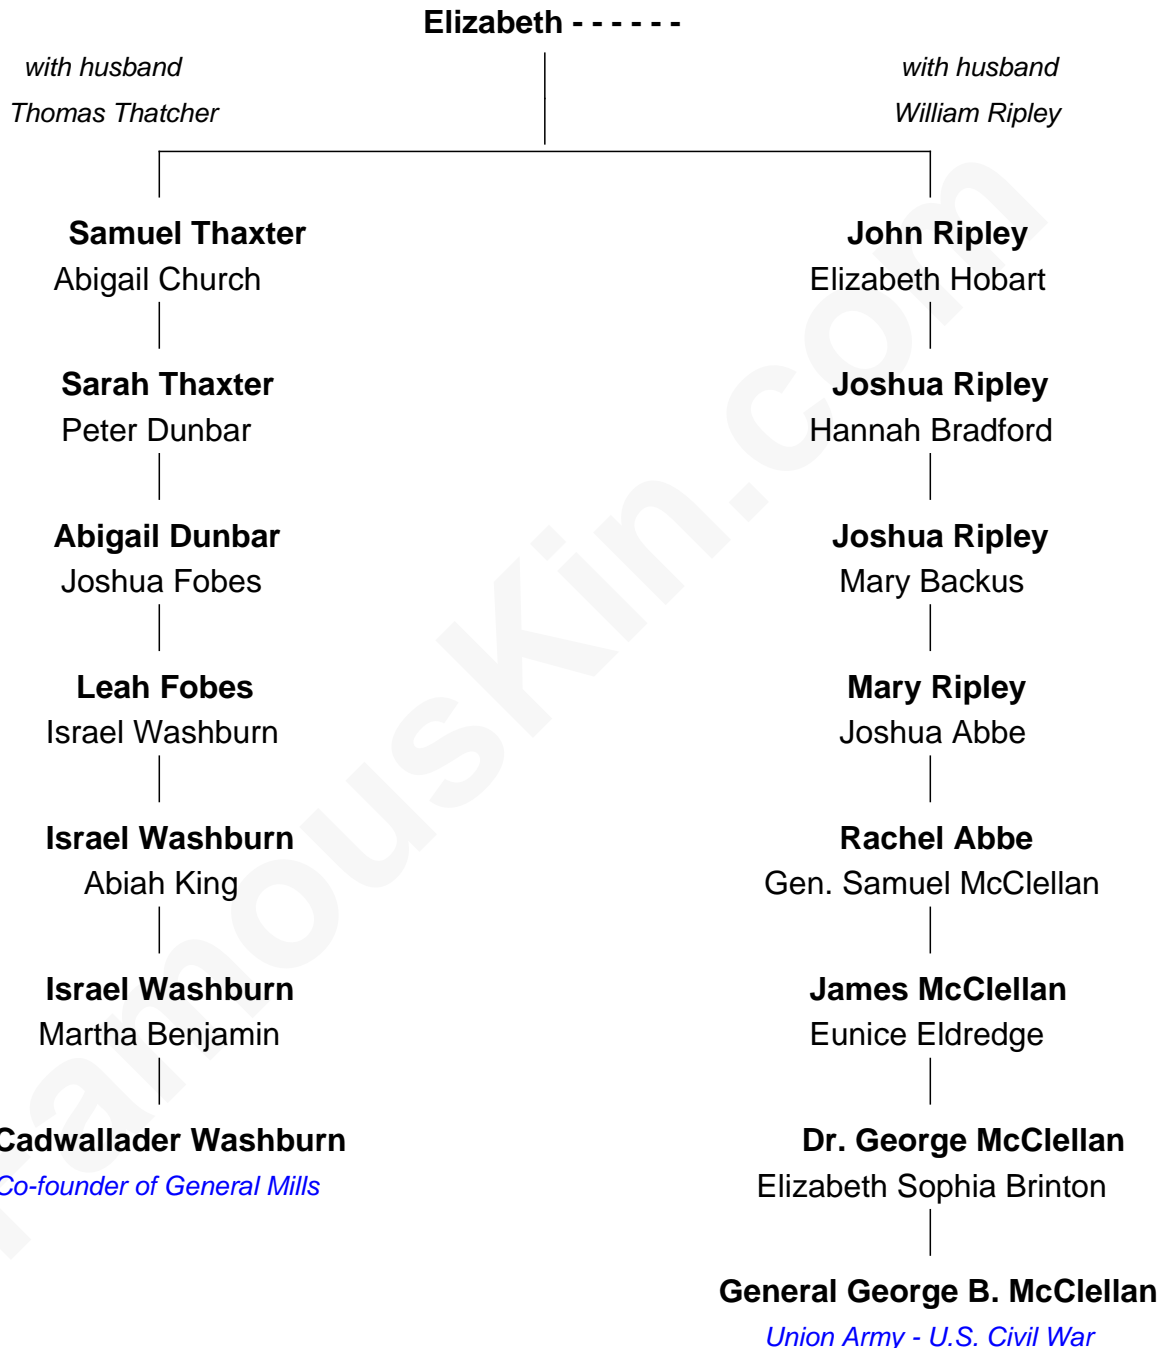 Elizabeth - - - - - -
with husband
Thomas Thatcher
with husband
William Ripley
Samuel Thaxter
Abigail Church
John Ripley
Elizabeth Hobart
Sarah Thaxter
Peter Dunbar
Joshua Ripley
Hannah Bradford
Abigail Dunbar
Joshua Fobes
Joshua Ripley
Mary Backus
Leah Fobes
Israel Washburn
Mary Ripley
Joshua Abbe
Israel Washburn
Abiah King
Rachel Abbe
Gen. Samuel McClellan
Israel Washburn
Martha Benjamin
James McClellan
Eunice Eldredge
Cadwallader Washburn
Co-founder of General Mills
Dr. George McClellan
Elizabeth Sophia Brinton
General George B. McClellan
Union Army - U.S. Civil War
FamousKin.com